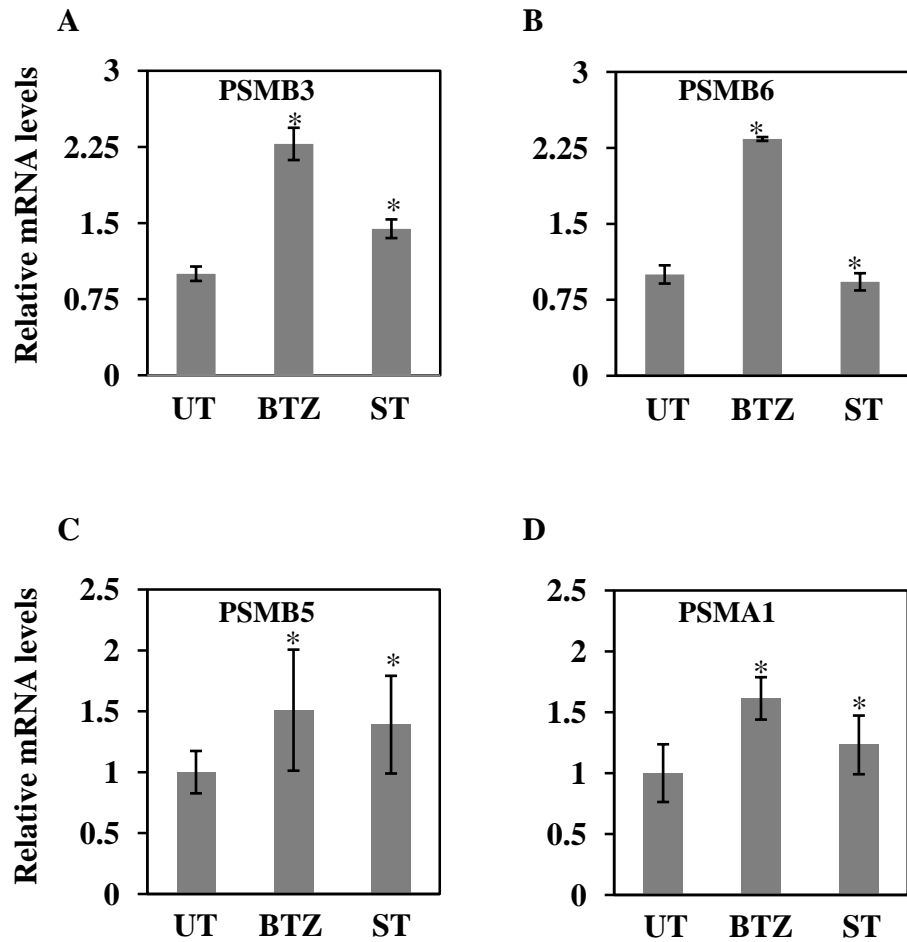 A
Relative mRNA levels
3
2.25
1.5
0.75
0
PSMB3
*
*
UT BTZ ST
B
3
2.25
1.5
0.75
0
PSMB6
*
*
UT BTZ ST
C
Relative mRNA levels
2.5
2
1.5
1
0.5
0
PSMB5
*
*
UT BTZ ST
D
2.5
2
1.5
1
0.5
0
PSMA1
*
*
UT BTZ ST